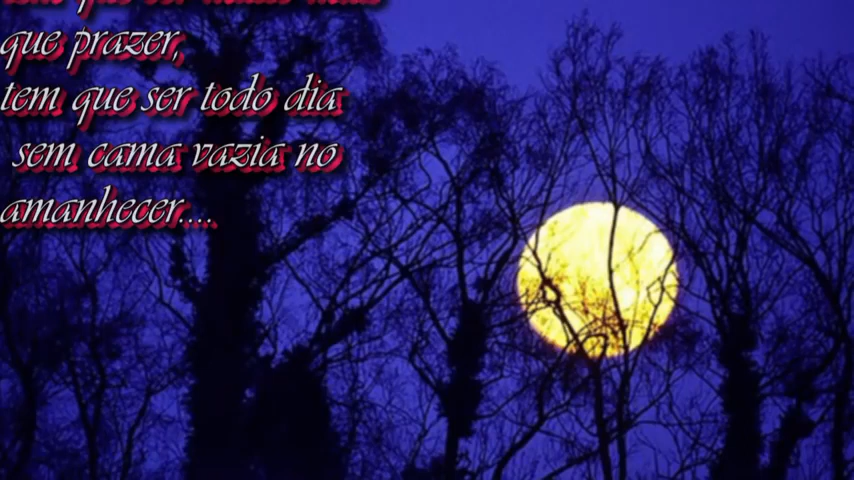 que prazer,
tem que ser todo dia
sem cama vazia no
amanhecer....